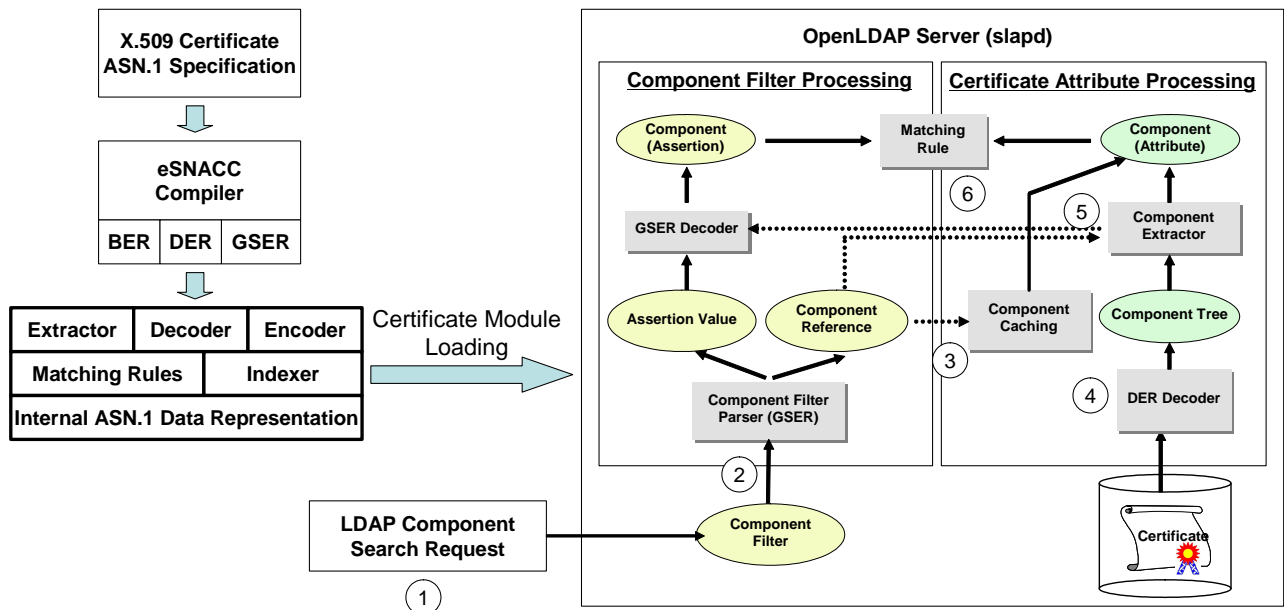 X.509 Certificate
ASN.1 Specification
eSNACC
Compiler
BER DER GSER
Extractor Decoder Encoder
Matching Rules Indexer
Internal ASN.1 Data Representation
Certificate Module
Loading
LDAP Component
Search Request
1
OpenLDAP Server (slapd)
Component Filter Processing
Component
(Assertion)
GSER Decoder
Assertion Value
Component
Reference
Component Filter
Parser (GSER)
2
Component
Filter
Certificate Attribute Processing
Matching
Rule
6
Component
(Attribute)
5
Component
Extractor
Component
Caching
3
Component Tree
4
DER Decoder
Certificate